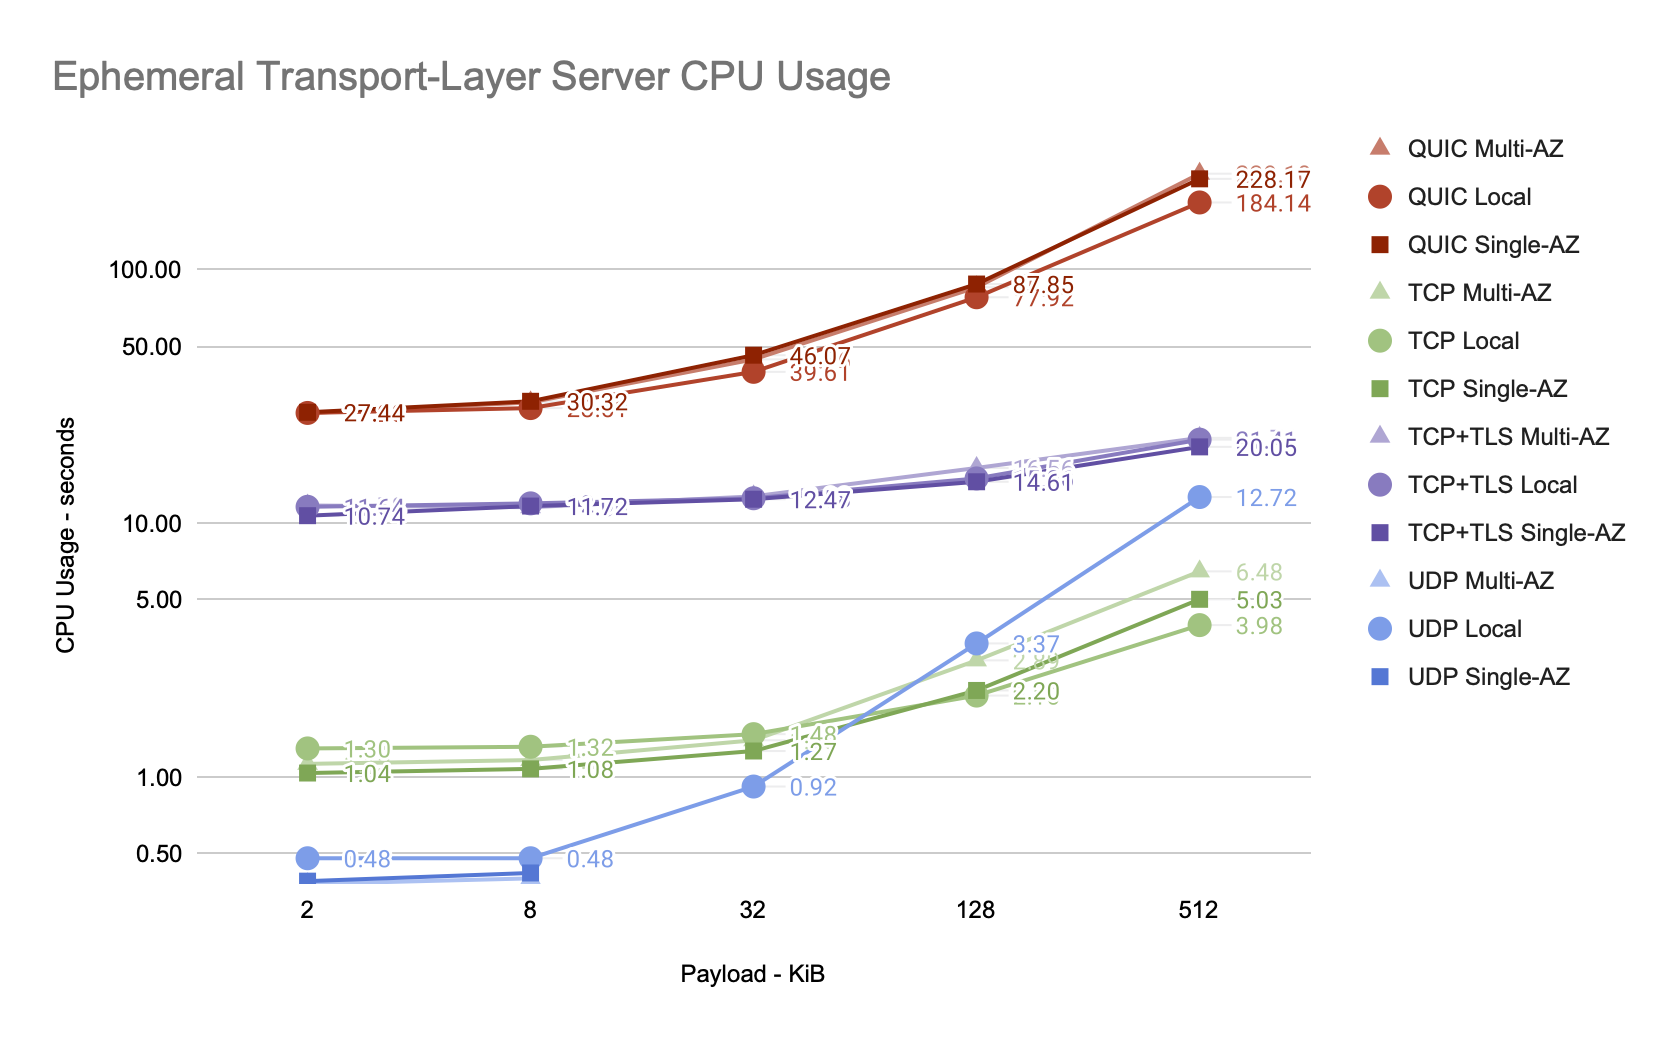 Ephemeral Transport-Layer Server CPU Usage
QUIC Multi-AZ
QUIC Local
QUIC Single-AZ
TCP Multi-AZ
TCP Local
TCP Single-AZ
TCP+TLS Multi-AZ
TCP+TLS Local
TCP+TLS Single-AZ
UDP Multi-AZ
UDP Local
UDP Single-AZ
CPU Usage - seconds
100.00
50.00
10.00
5.00
1.00
0.50
228.17
184.14
87.85
77.92
46.07
39.61
27.44
30.32
20.05
14.61
12.47
11.72
10.74
12.72
6.48
5.03
3.98
3.37
2.89
2.20
1.48
1.27
1.30
1.32
1.04
1.08
0.92
0.48
0.48
2
8
32
128
512
Payload - KiB